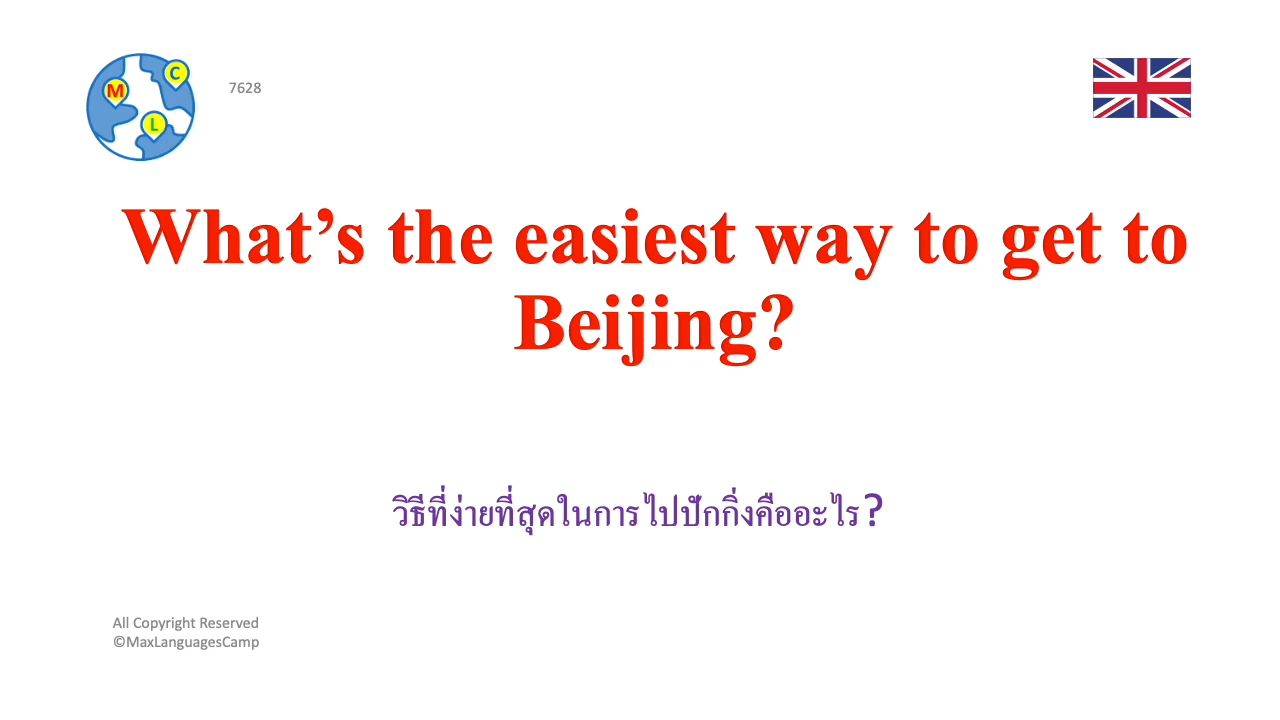 M
C
L
7628
What’s the easiest way to get to
Beijing?
วิธีที่ง่ายที่สุดในการไปปักกิ่งคืออะไร?
All Copyright Reserved
©MaxLanguagesCamp